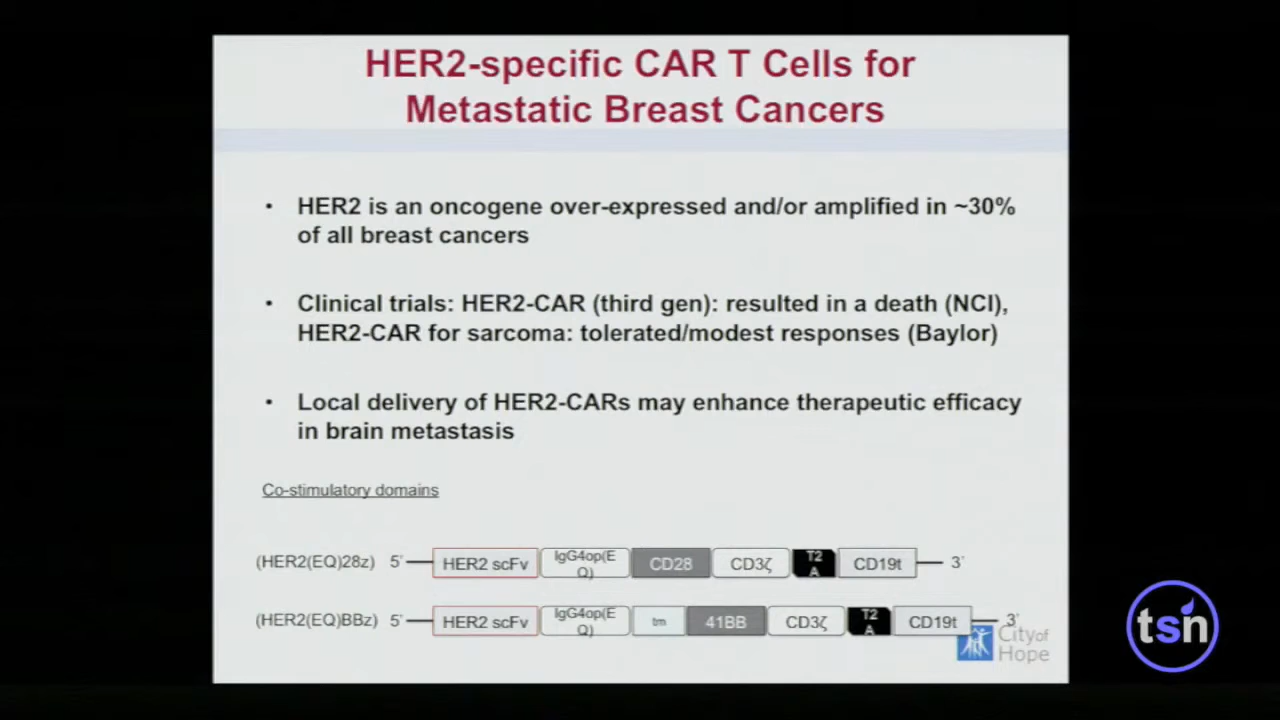 HER2-specific CAR T Cells for
Metastatic Breast Cancers
• HER2 is an oncogene over-expressed and/or amplified in ~30%
of all breast cancers
• Clinical trials: HER2-CAR (third gen): resulted in a death (NCI),
HER2-CAR for sarcoma: tolerated/modest responses (Baylor)
• Local delivery of HER2-CARs may enhance therapeutic efficacy
in brain metastasis
Co-stimulatory domains
(HER2(EQ)28z) 5' HER2 scFv IgG4op(E
Q) CD28 CD3ζ T2
A CD19t 3'
(HER2(EQ)BBz) 5' HER2 scFv IgG4op(E
Q) tm 41BB CD3ζ T2
A CD19t 3'
City of
Hope
tsn